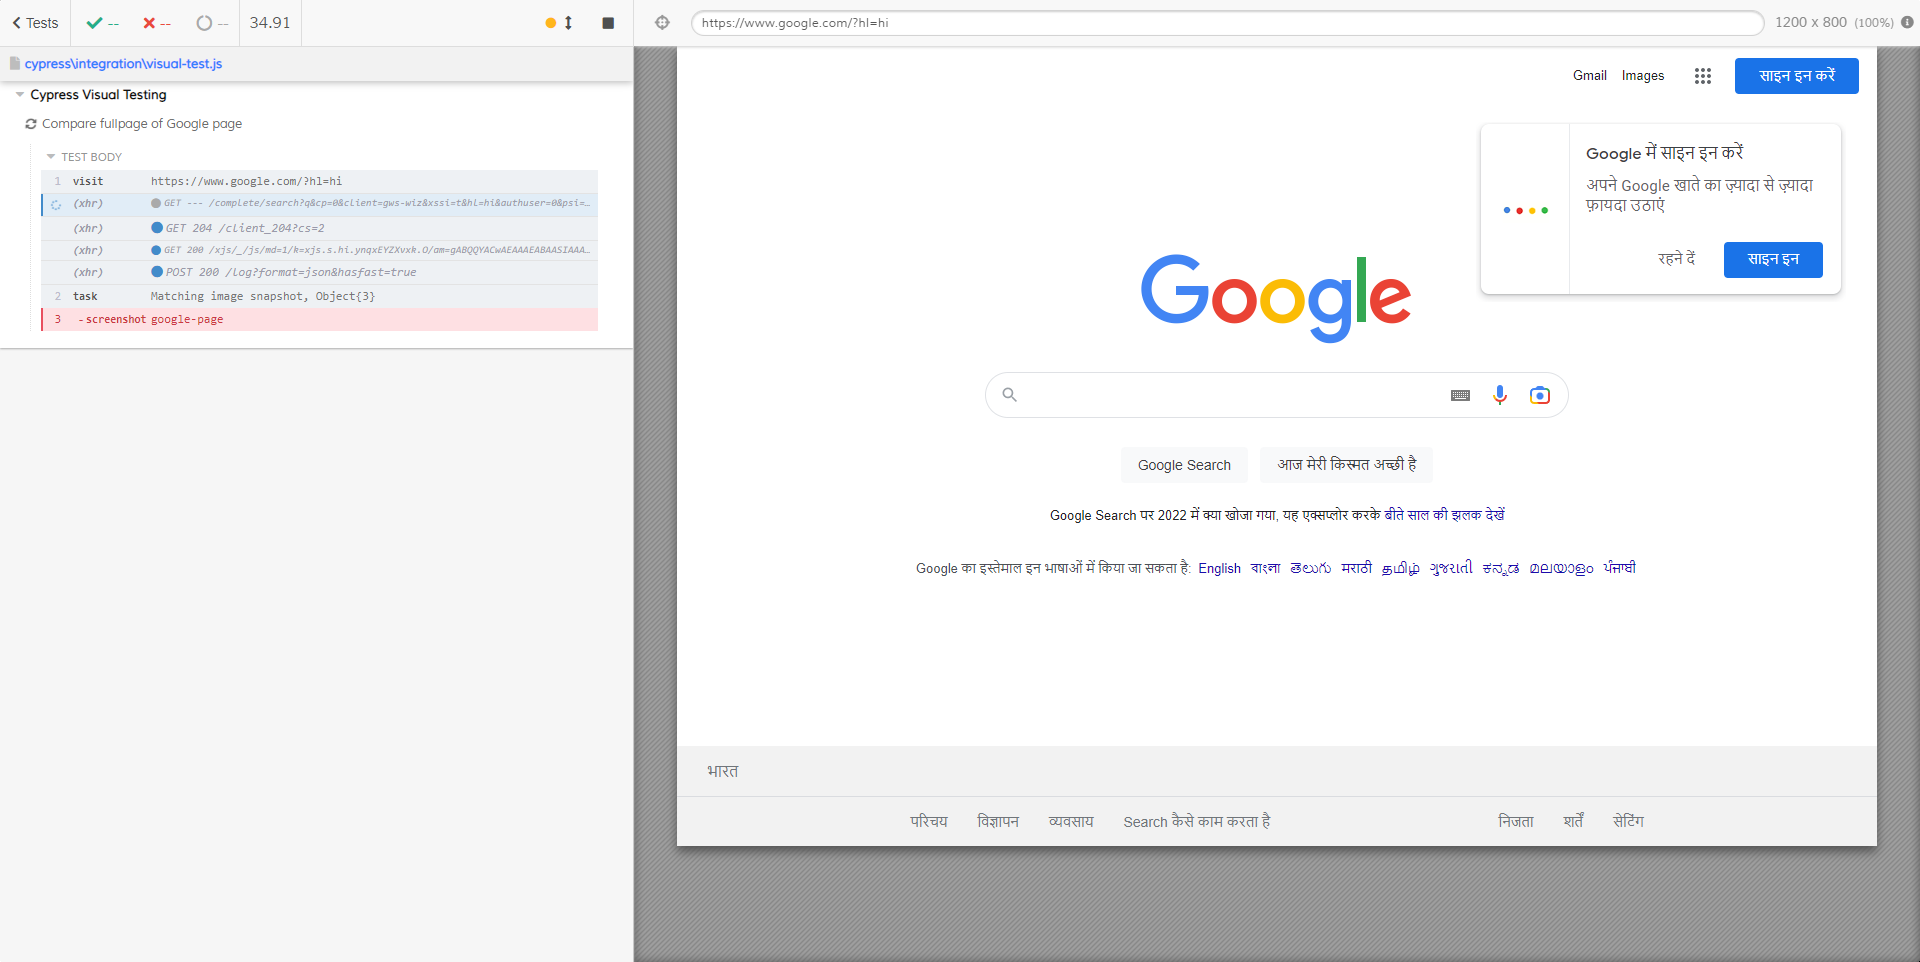 Tests -- -- -- 34.91
https://www.google.com/?hl=hi 1200 x 800 (100%)
cypress\integration\visual-test.js
Cypress Visual Testing
Compare fullpage of Google page
TEST BODY
1 visit https://www.google.com/?hl=hi
(xhr) GET --- /complete/search?q&cp=0&client=gws-wiz&xssi=t&hl=hi&authuser=0&psi=…
(xhr) GET 204 /client_204?cs=2
(xhr) GET 200 /xjs/_/js/md=1/k=xjs.s.hi.ynqxEYZXvxk.O/am=gABQQYACwAEAAAEABAASIAAA…
(xhr) POST 200 /log?format=json&hasfast=true
2 task Matching image snapshot, Object{3}
3 -screenshot google-page
Gmail Images साइन इन करें
Google में साइन इन करें
अपने Google खाते का ज़्यादा से ज़्यादा
फ़ायदा उठाएं
रहने दें साइन इन
Google
Google Search आज मेरी किस्मत अच्छी है
Google Search पर 2022 में क्या खोजा गया, यह एक्सप्लोर करके बीते साल की झलक देखें
Google का इस्तेमाल इन भाषाओं में किया जा सकता है: English বাংলা తెలుగు मराठी தமிழ் ગુજરાતી ಕನ್ನಡ മലയാളം ਪੰਜਾਬੀ
भारत
परिचय विज्ञापन व्यवसाय Search कैसे काम करता है निजता शर्तें सेटिंग